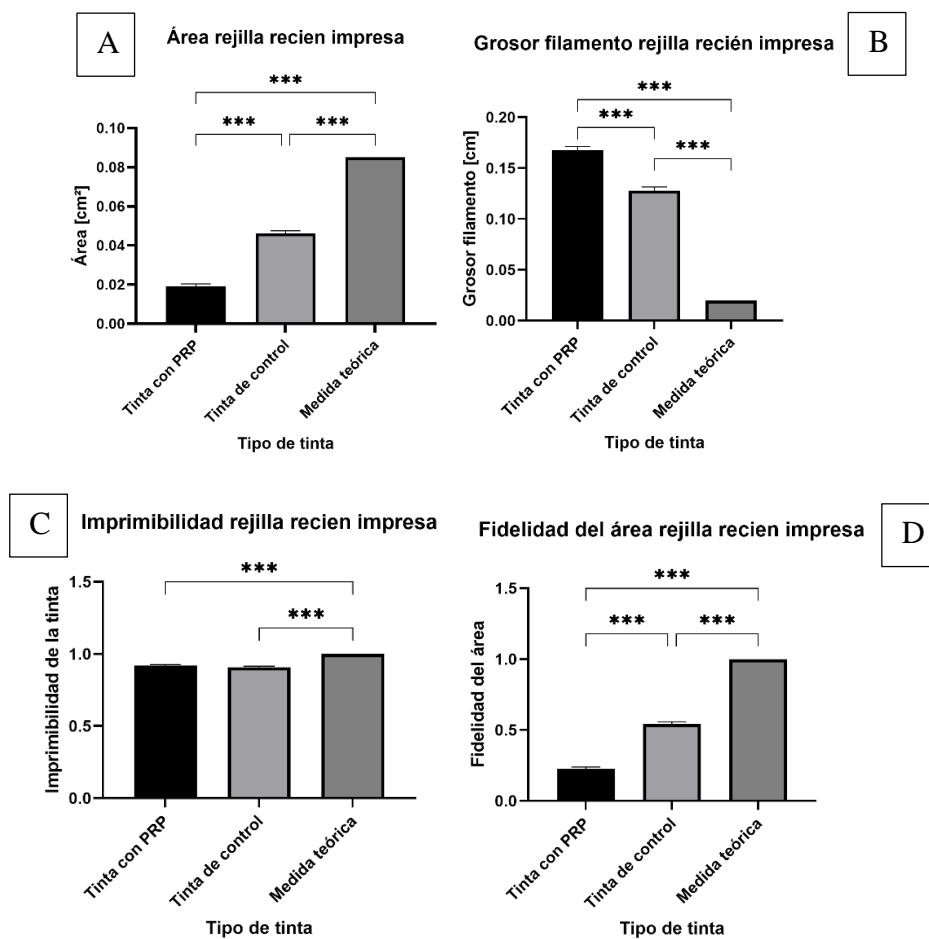 A
Área rejilla recien impresa
***
***
***
0.10
0.08
0.06
0.04
0.02
0.00
Área [cm²]
Tinta con PRP
Tinta de control
Medida teórica
Tipo de tinta
Grosor filamento rejilla recién impresa
B
***
***
***
0.20
0.15
0.10
0.05
0.00
Grosor filamento [cm]
Tinta con PRP
Tinta de control
Medida teórica
Tipo de tinta
C
Imprimibilidad rejilla recien impresa
***
***
1.5
1.0
0.5
0.0
Imprimibilidad de la tinta
Tinta con PRP
Tinta de control
Medida teórica
Tipo de tinta
Fidelidad del área rejilla recien impresa
D
***
***
***
1.5
1.0
0.5
0.0
Fidelidad del área
Tinta con PRP
Tinta de control
Medida teórica
Tipo de tinta